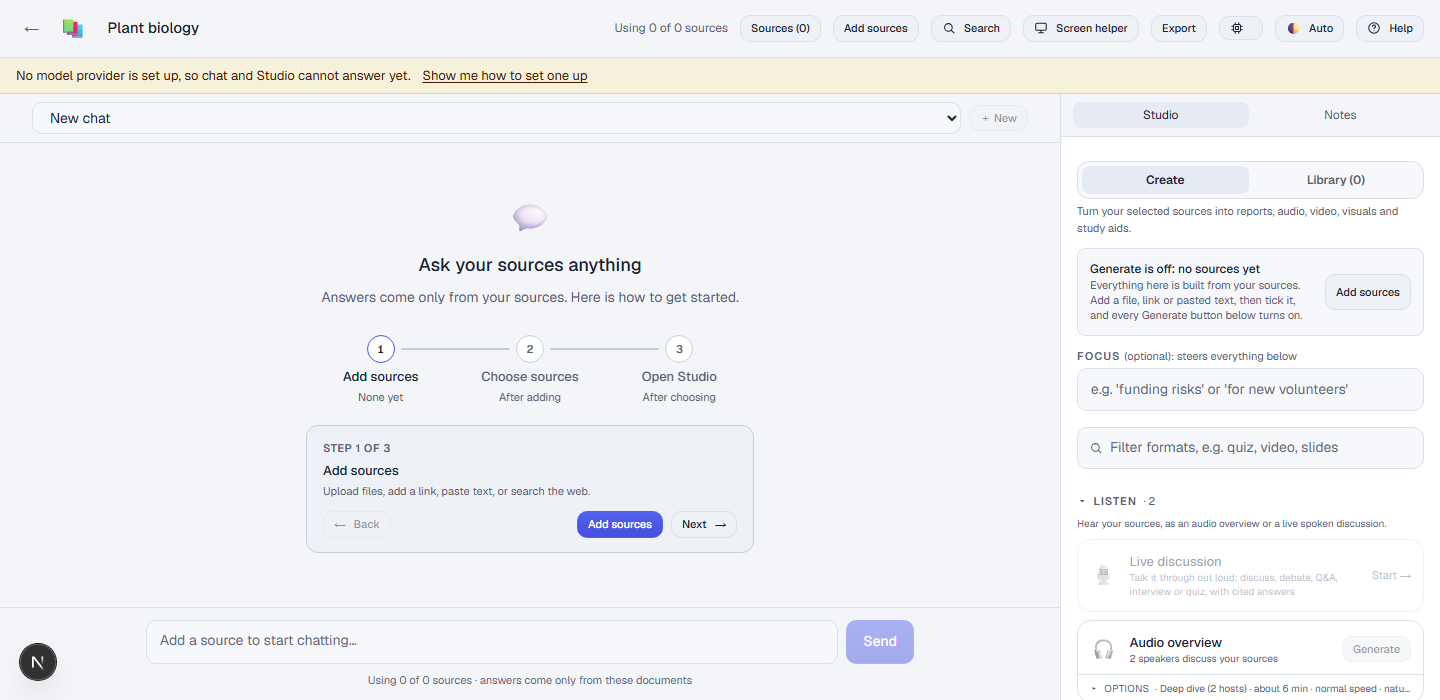 ← Plant biology
Using 0 of 0 sources
Sources (0)
Add sources
Search
Screen helper
Export
Auto
Help
No model provider is set up, so chat and Studio cannot answer yet. Show me how to set one up
New chat
+ New
Ask your sources anything
Answers come only from your sources. Here is how to get started.
1
2
3
Add sources
Choose sources
Open Studio
None yet
After adding
After choosing
STEP 1 OF 3
Add sources
Upload files, add a link, paste text, or search the web.
← Back
Add sources
Next →
Add a source to start chatting...
Send
Using 0 of 0 sources · answers come only from these documents
N
Studio
Notes
Create
Library (0)
Turn your selected sources into reports, audio, video, visuals and
study aids.
Generate is off: no sources yet
Everything here is built from your sources.
Add a file, link or pasted text, then tick it,
and every Generate button below turns on.
Add sources
FOCUS (optional): steers everything below
e.g. 'funding risks' or 'for new volunteers'
Filter formats, e.g. quiz, video, slides
LISTEN · 2
Hear your sources, as an audio overview or a live spoken discussion.
Live discussion
Talk it through out loud: discuss, debate, Q&A,
interview or quiz, with cited answers
Start →
Audio overview
2 speakers discuss your sources
Generate
OPTIONS · Deep dive (2 hosts) · about 6 min · normal speed · natu...